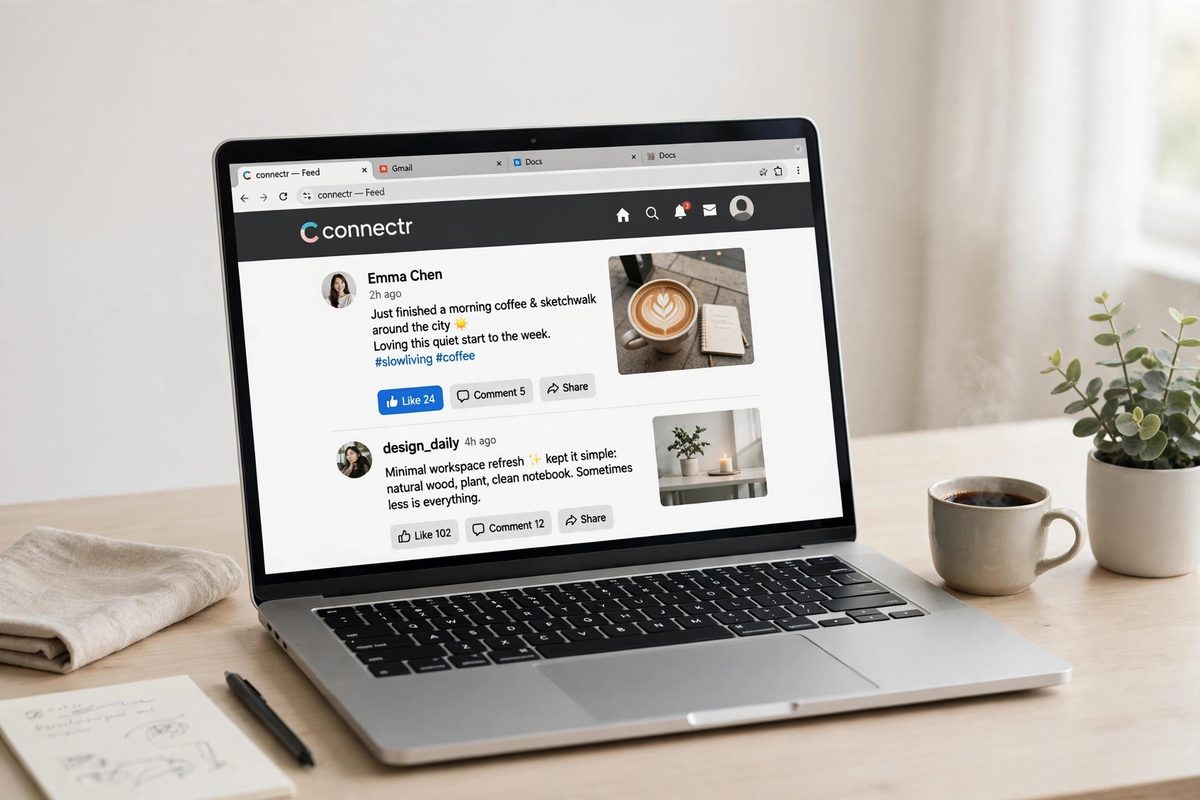 connectr — Feed
Gmail
Docs
Docs
connectr — Feed
connectr
3
Emma Chen
2h ago
Just finished a morning coffee & sketchwalk
around the city ☀️
Loving this quiet start to the week.
#slowliving #coffee
Like 24
Comment 5
Share
design_daily 4h ago
Minimal workspace refresh ✨ kept it simple:
natural wood, plant, clean notebook. Sometimes
less is everything.
Like 102
Comment 12
Share